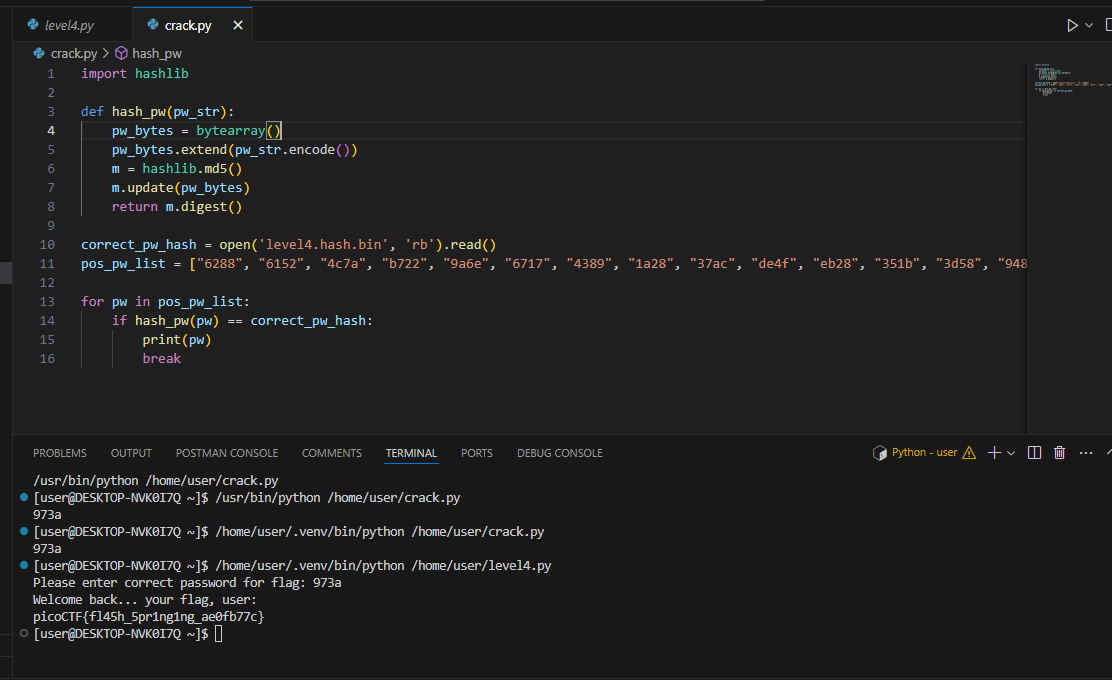 level4.py
crack.py
crack.py > hash_pw
1 import hashlib
2
3 def hash_pw(pw_str):
4 pw_bytes = bytearray()
5 pw_bytes.extend(pw_str.encode())
6 m = hashlib.md5()
7 m.update(pw_bytes)
8 return m.digest()
9
10 correct_pw_hash = open('level4.hash.bin', 'rb').read()
11 pos_pw_list = ["6288", "6152", "4c7a", "b722", "9a6e", "6717", "4389", "1a28", "37ac", "de4f", "eb28", "351b", "3d58", "948
12
13 for pw in pos_pw_list:
14 if hash_pw(pw) == correct_pw_hash:
15 print(pw)
16 break
PROBLEMS OUTPUT POSTMAN CONSOLE COMMENTS TERMINAL PORTS DEBUG CONSOLE Python - user
/usr/bin/python /home/user/crack.py
[user@DESKTOP-NVK0I7Q ~]$ /usr/bin/python /home/user/crack.py
973a
[user@DESKTOP-NVK0I7Q ~]$ /home/user/.venv/bin/python /home/user/crack.py
973a
[user@DESKTOP-NVK0I7Q ~]$ /home/user/.venv/bin/python /home/user/level4.py
Please enter correct password for flag: 973a
Welcome back... your flag, user:
picoCTF{fl45h_5pr1ng1ng_ae0fb77c}
[user@DESKTOP-NVK0I7Q ~]$